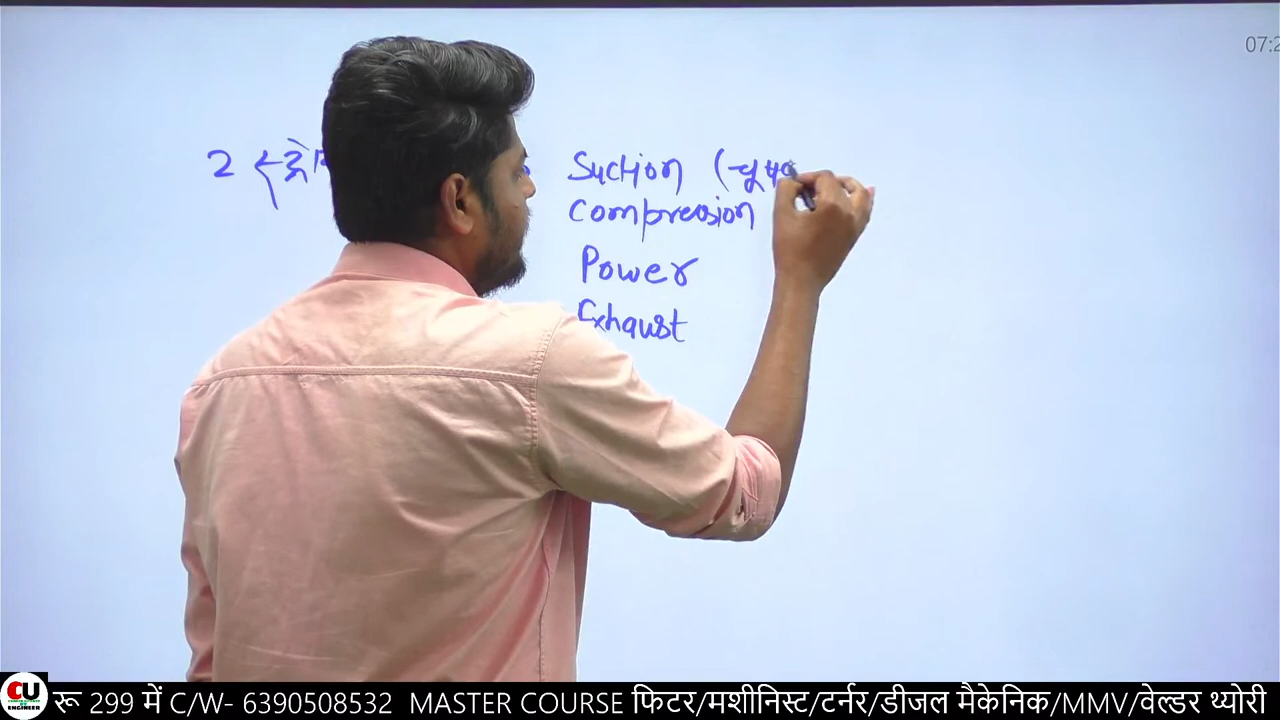 07:2
2 Suction
Compression
Power
Exhaust
CU
ENGINEER
रू 299 में C/W- 6390508532 MASTER COURSE फिटर/मशीनिस्ट/टर्नर/डीजल मैकेनिक/MMV/वेल्डर थ्योरी